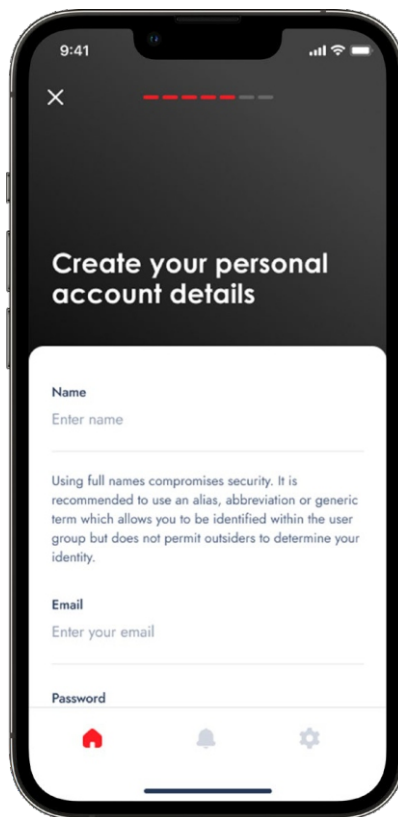 9:41
Create your personal
account details
Name
Enter name
Using full names compromises security. It is
recommended to use an alias, abbreviation or generic
term which allows you to be identified within the user
group but does not permit outsiders to determine your
identity.
Email
Enter your email
Password